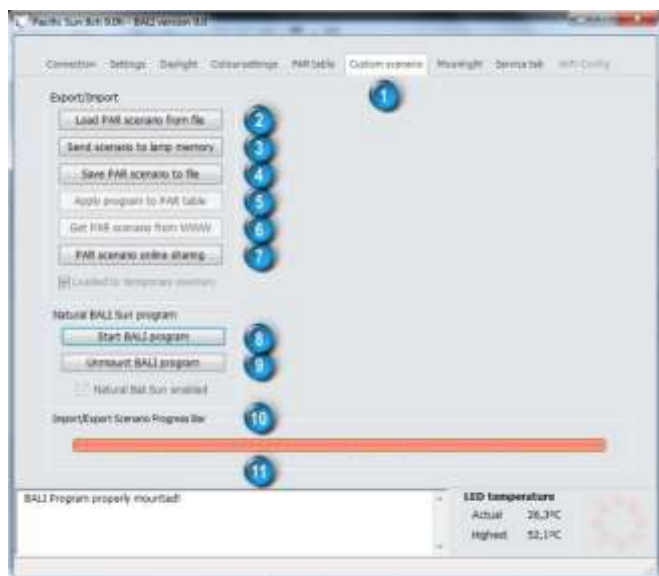 Pacific Sun Bth 9.0h - BALI version 9.0
Connection Settings Daylight Coloursettings PAR table Custom scenario Moonlight Service tab WiFi Config
1
Export/Import
Load PAR scenario from file
2
Send scenario to lamp memory
3
Save PAR scenario to file
4
Apply program to PAR table
5
Get PAR scenario from WWW
6
PAR scenario online sharing
7
Loaded to temporary memory
Natural BALI Sun program
Start BALI program
8
Unmount BALI program
9
Natural Bali Sun enabled
Import/Export Scenario Progress Bar
10
11
BALI Program properly mounted!
LED temperature
Actual 26,3ºC
Highest 52,1ºC